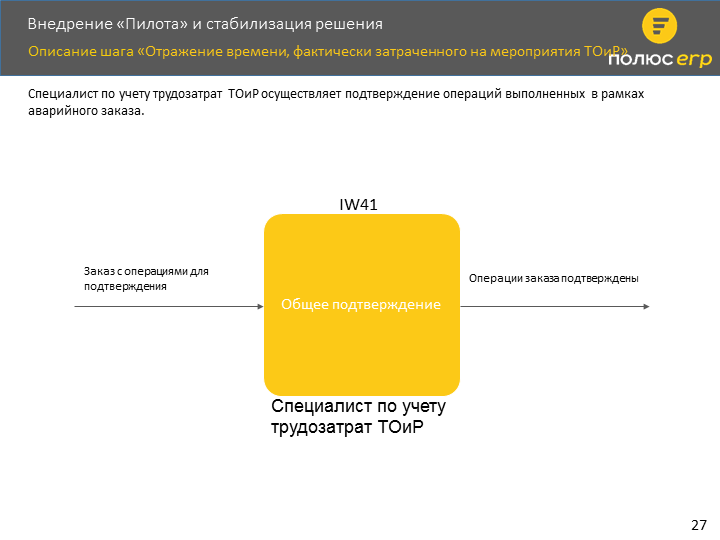 Внедрение «Пилота» и стабилизация решения
Описание шага «Отражение времени, фактически затраченного на мероприятия ТОиР»
полюс erp
Специалист по учету трудозатрат ТОиР осуществляет подтверждение операций выполненных в рамках
аварийного заказа.
IW41
Заказ с операциями для
подтверждения
Операции заказа подтверждены
Общее подтверждение
Специалист по учету
трудозатрат ТОиР
27